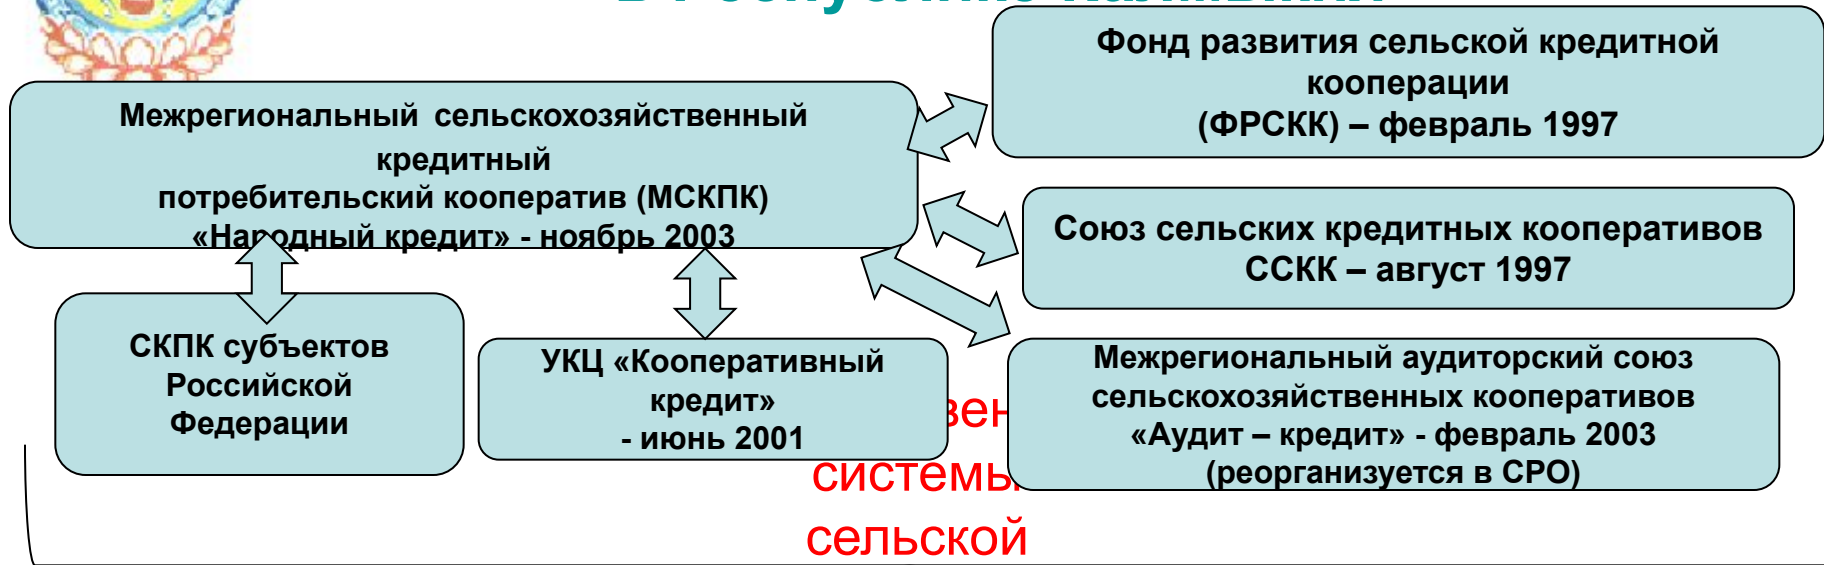 Фонд развития сельской кредитной
кооперации
(ФРСКК) – февраль 1997
Межрегиональный сельскохозяйственный
кредитный
потребительский кооператив (МСКПК)
«Народный кредит» - ноябрь 2003
Союз сельских кредитных кооперативов
ССКК – август 1997
СКПК субъектов
Российской
Федерации
УКЦ «Кооперативный
кредит»
- июнь 2001
Межрегиональный аудиторский союз
сельскохозяйственных кооперативов
«Аудит – кредит» - февраль 2003
(реорганизуется в СРО)
системы
сельской